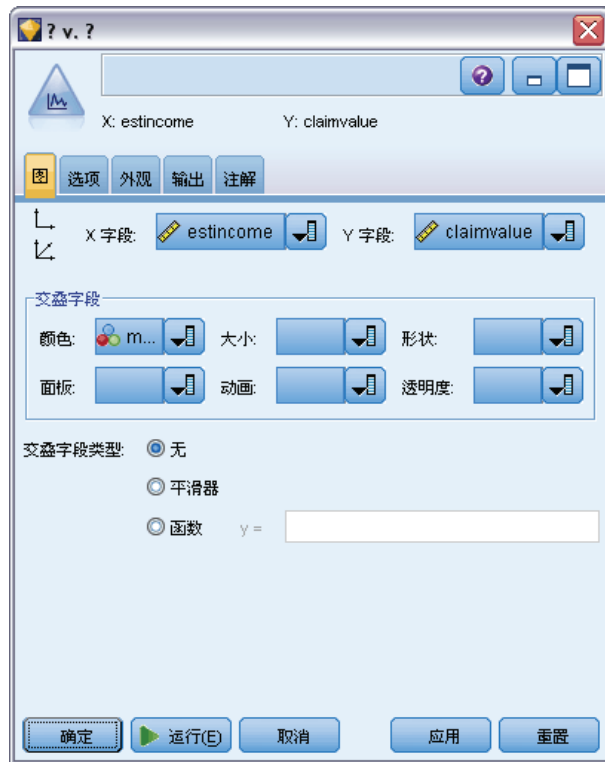 ? v. ?
X: estincome Y: claimvalue
图 选项 外观 输出 注解
X 字段: estincome Y 字段: claimvalue
交叠字段
颜色: m... 大小: 形状:
面板: 动画: 透明度:
交叠字段类型: 无
平滑器
函数 y =
确定 运行(E) 取消 应用 重置